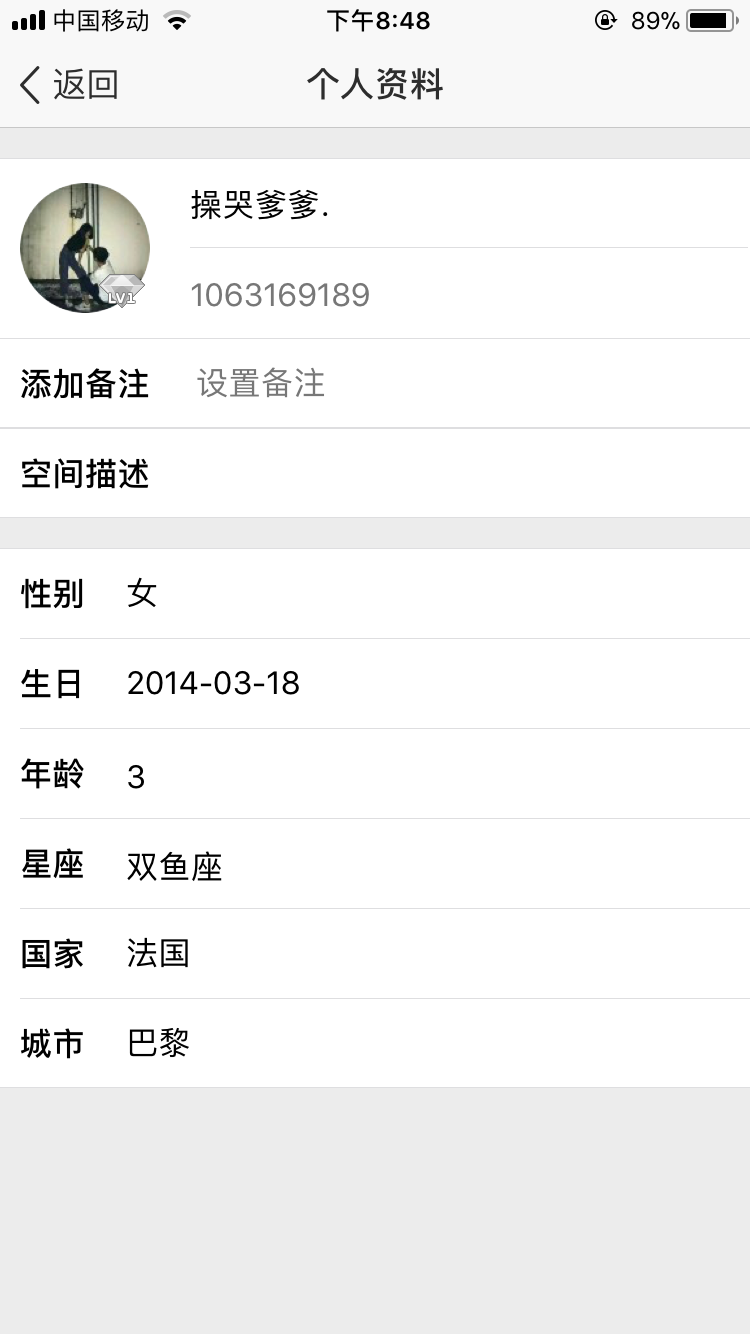 中国移动 下午8:48 89%
返回 个人资料
操哭爹爹.
LV1
1063169189
添加备注 设置备注
空间描述
性别 女
生日 2014-03-18
年龄 3
星座 双鱼座
国家 法国
城市 巴黎